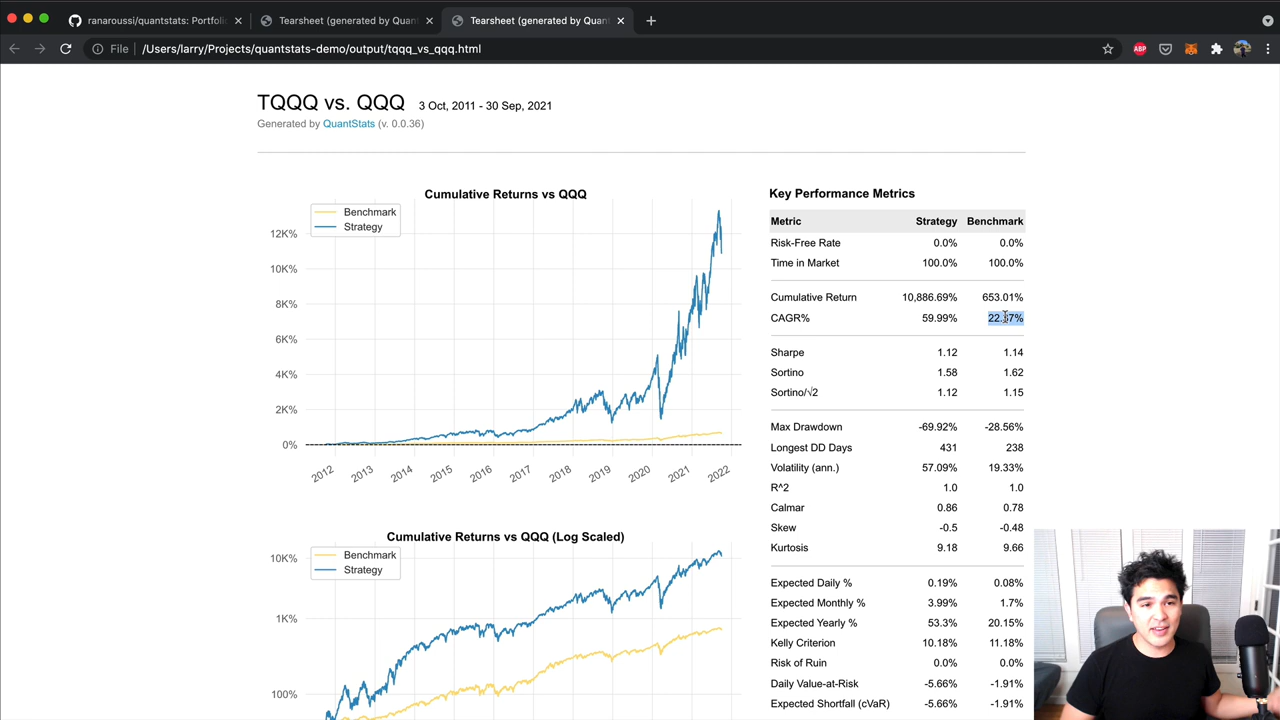 ranaroussi/quantstats: Portfoli
Tearsheet (generated by Quant
Tearsheet (generated by Quant
File
/Users/larry/Projects/quantstats-demo/output/tqqq_vs_qqq.html
ABP
TQQQ vs. QQQ 3 Oct, 2011 - 30 Sep, 2021
Generated by QuantStats (v. 0.0.36)
Cumulative Returns vs QQQ
Benchmark
Strategy
12K%
10K%
8K%
6K%
4K%
2K%
0%
2012 2013 2014 2015 2016 2017 2018 2019 2020 2021 2022
Cumulative Returns vs QQQ (Log Scaled)
Benchmark
Strategy
10K%
1K%
100%
Key Performance Metrics
Metric Strategy Benchmark
Risk-Free Rate 0.0% 0.0%
Time in Market 100.0% 100.0%
Cumulative Return 10,886.69% 653.01%
CAGR% 59.99%
Sharpe 1.12 1.14
Sortino 1.58 1.62
Sortino/√2 1.12 1.15
Max Drawdown -69.92% -28.56%
Longest DD Days 431 238
Volatility (ann.) 57.09% 19.33%
R^2 1.0 1.0
Calmar 0.86 0.78
Skew -0.5 -0.48
Kurtosis 9.18 9.66
Expected Daily % 0.19% 0.08%
Expected Monthly % 3.99% 1.7%
Expected Yearly % 53.3% 20.15%
Kelly Criterion 10.18% 11.18%
Risk of Ruin 0.0% 0.0%
Daily Value-at-Risk -5.66% -1.91%
Expected Shortfall (cVaR) -5.66% -1.91%